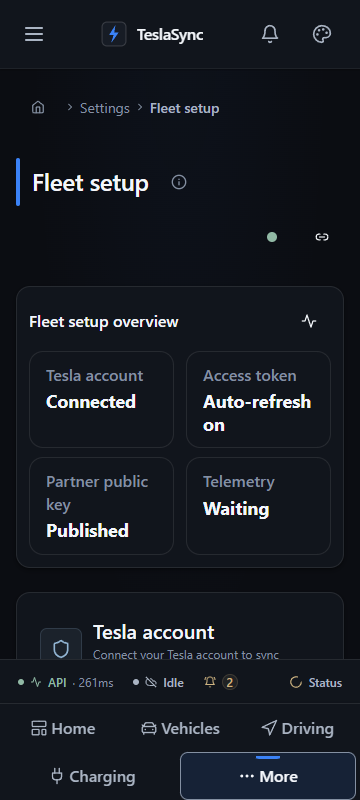 TeslaSync
Settings Fleet setup
Fleet setup
Fleet setup overview
Tesla account
Connected
Access token
Auto-refresh
on
Partner public
key
Published
Telemetry
Waiting
Tesla account
Connect your Tesla account to sync
API · 261ms Idle 2 Status
Home Vehicles Driving
Charging More